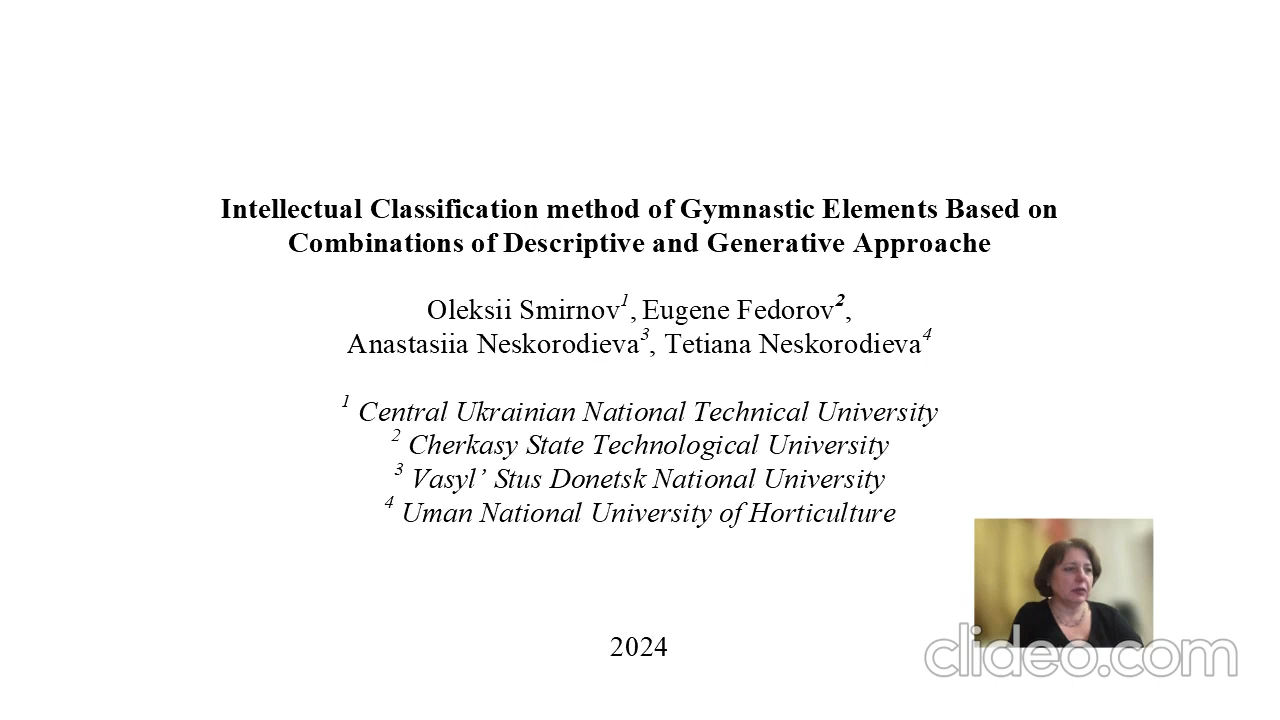 Intellectual Classification method of Gymnastic Elements Based on
Combinations of Descriptive and Generative Approache
Oleksii Smirnov1, Eugene Fedorov2,
Anastasiia Neskorodieva3, Tetiana Neskorodieva4
1 Central Ukrainian National Technical University
2 Cherkasy State Technological University
3 Vasyl’ Stus Donetsk National University
4 Uman National University of Horticulture
2024
clideo.com